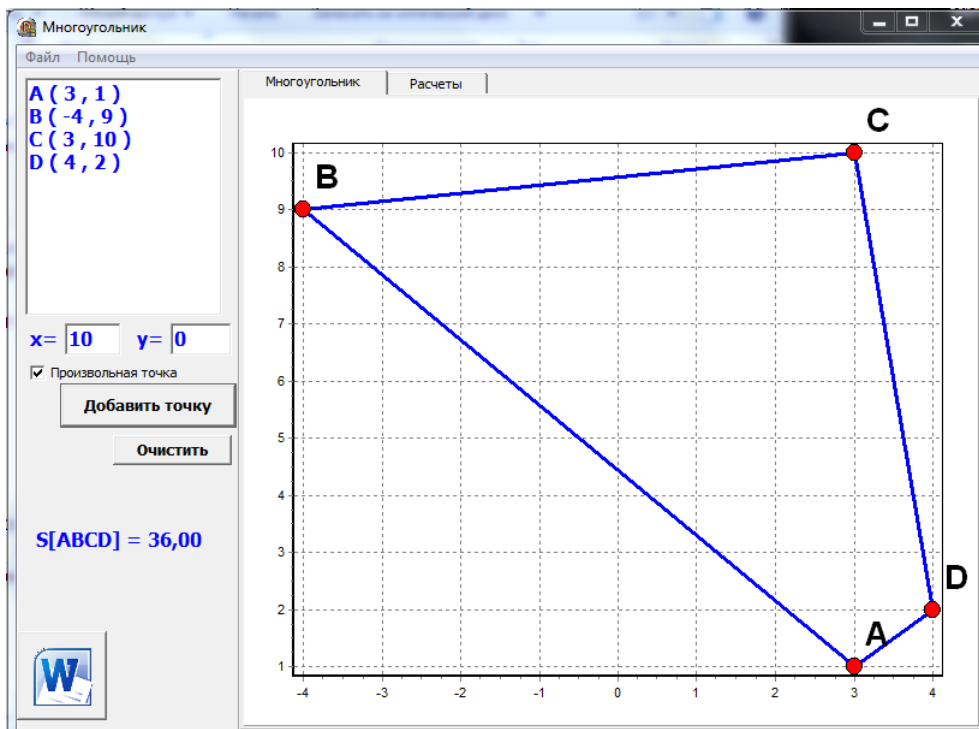 Многоугольник
Файл Помощь
A ( 3 , 1 )
B ( -4 , 9 )
C ( 3 , 10 )
D ( 4 , 2 )
x= 10 y= 0
Произвольная точка
Добавить точку
Очистить
S[ABCD] = 36,00
W
Многоугольник Расчеты
C
B
D
A
10
9
8
7
6
5
4
3
2
1
-4 -3 -2 -1 0 1 2 3 4